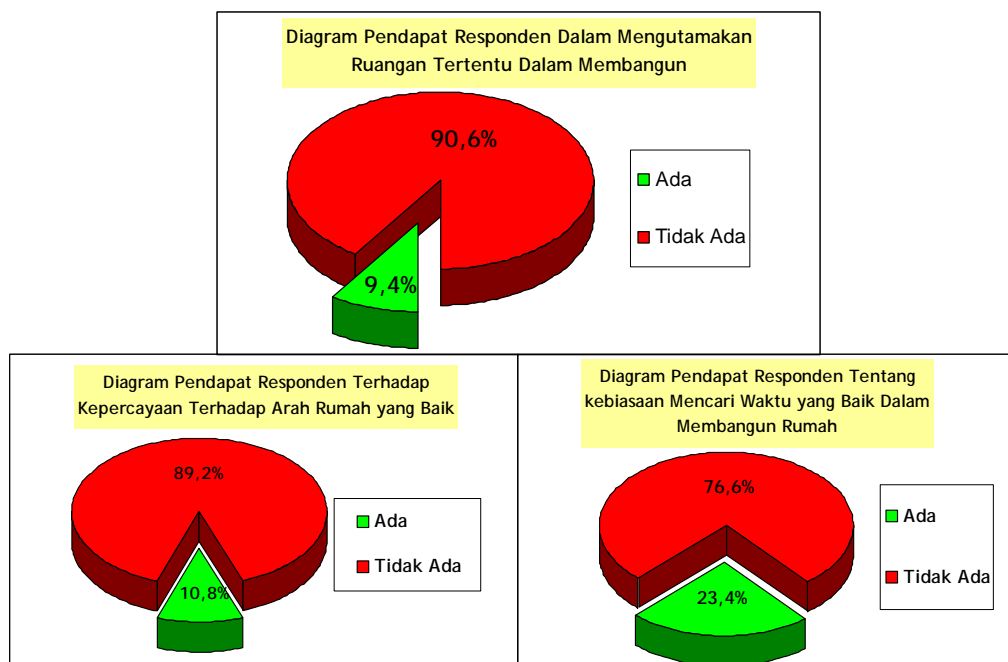 Diagram Pendapat Responden Dalam Mengutamakan
Ruangan Tertentu Dalam Membangun
90,6%
9,4%
Ada
Tidak Ada
Diagram Pendapat Responden Terhadap
Kepercayaan Terhadap Arah Rumah yang Baik
89,2%
10,8%
Ada
Tidak Ada
Diagram Pendapat Responden Tentang
kebiasaan Mencari Waktu yang Baik Dalam
Membangun Rumah
76,6%
23,4%
Ada
Tidak Ada